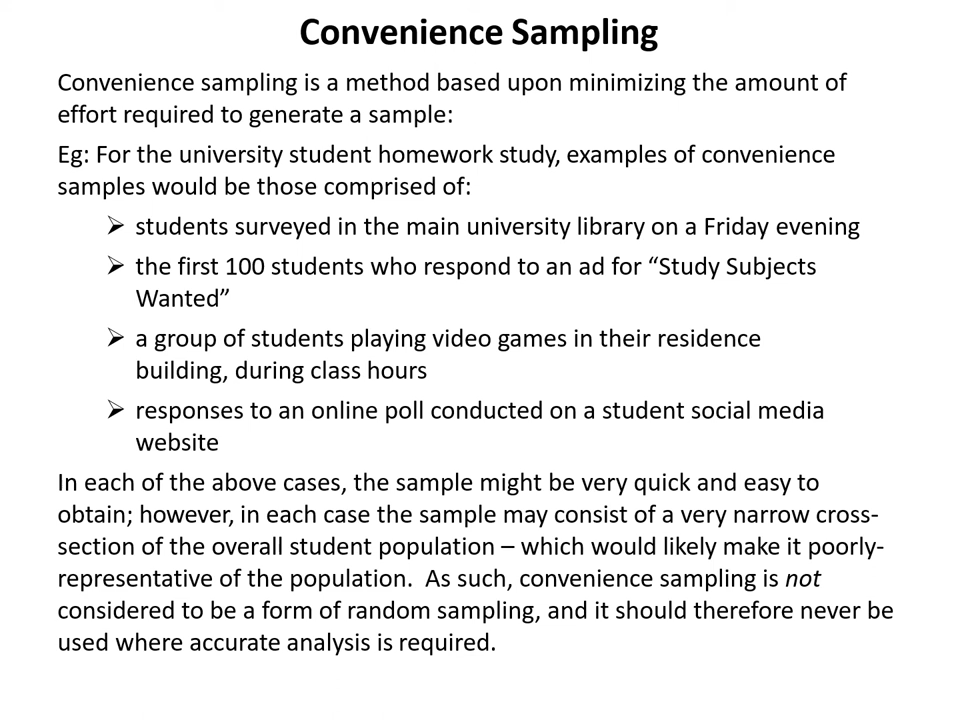 Convenience Sampling
Convenience sampling is a method based upon minimizing the amount of
effort required to generate a sample:
Eg: For the university student homework study, examples of convenience
samples would be those comprised of:
➢ students surveyed in the main university library on a Friday evening
➢ the first 100 students who respond to an ad for “Study Subjects
Wanted”
➢ a group of students playing video games in their residence
building, during class hours
➢ responses to an online poll conducted on a student social media
website
In each of the above cases, the sample might be very quick and easy to
obtain; however, in each case the sample may consist of a very narrow cross-
section of the overall student population – which would likely make it poorly-
representative of the population.  As such, convenience sampling is not
considered to be a form of random sampling, and it should therefore never be
used where accurate analysis is required.